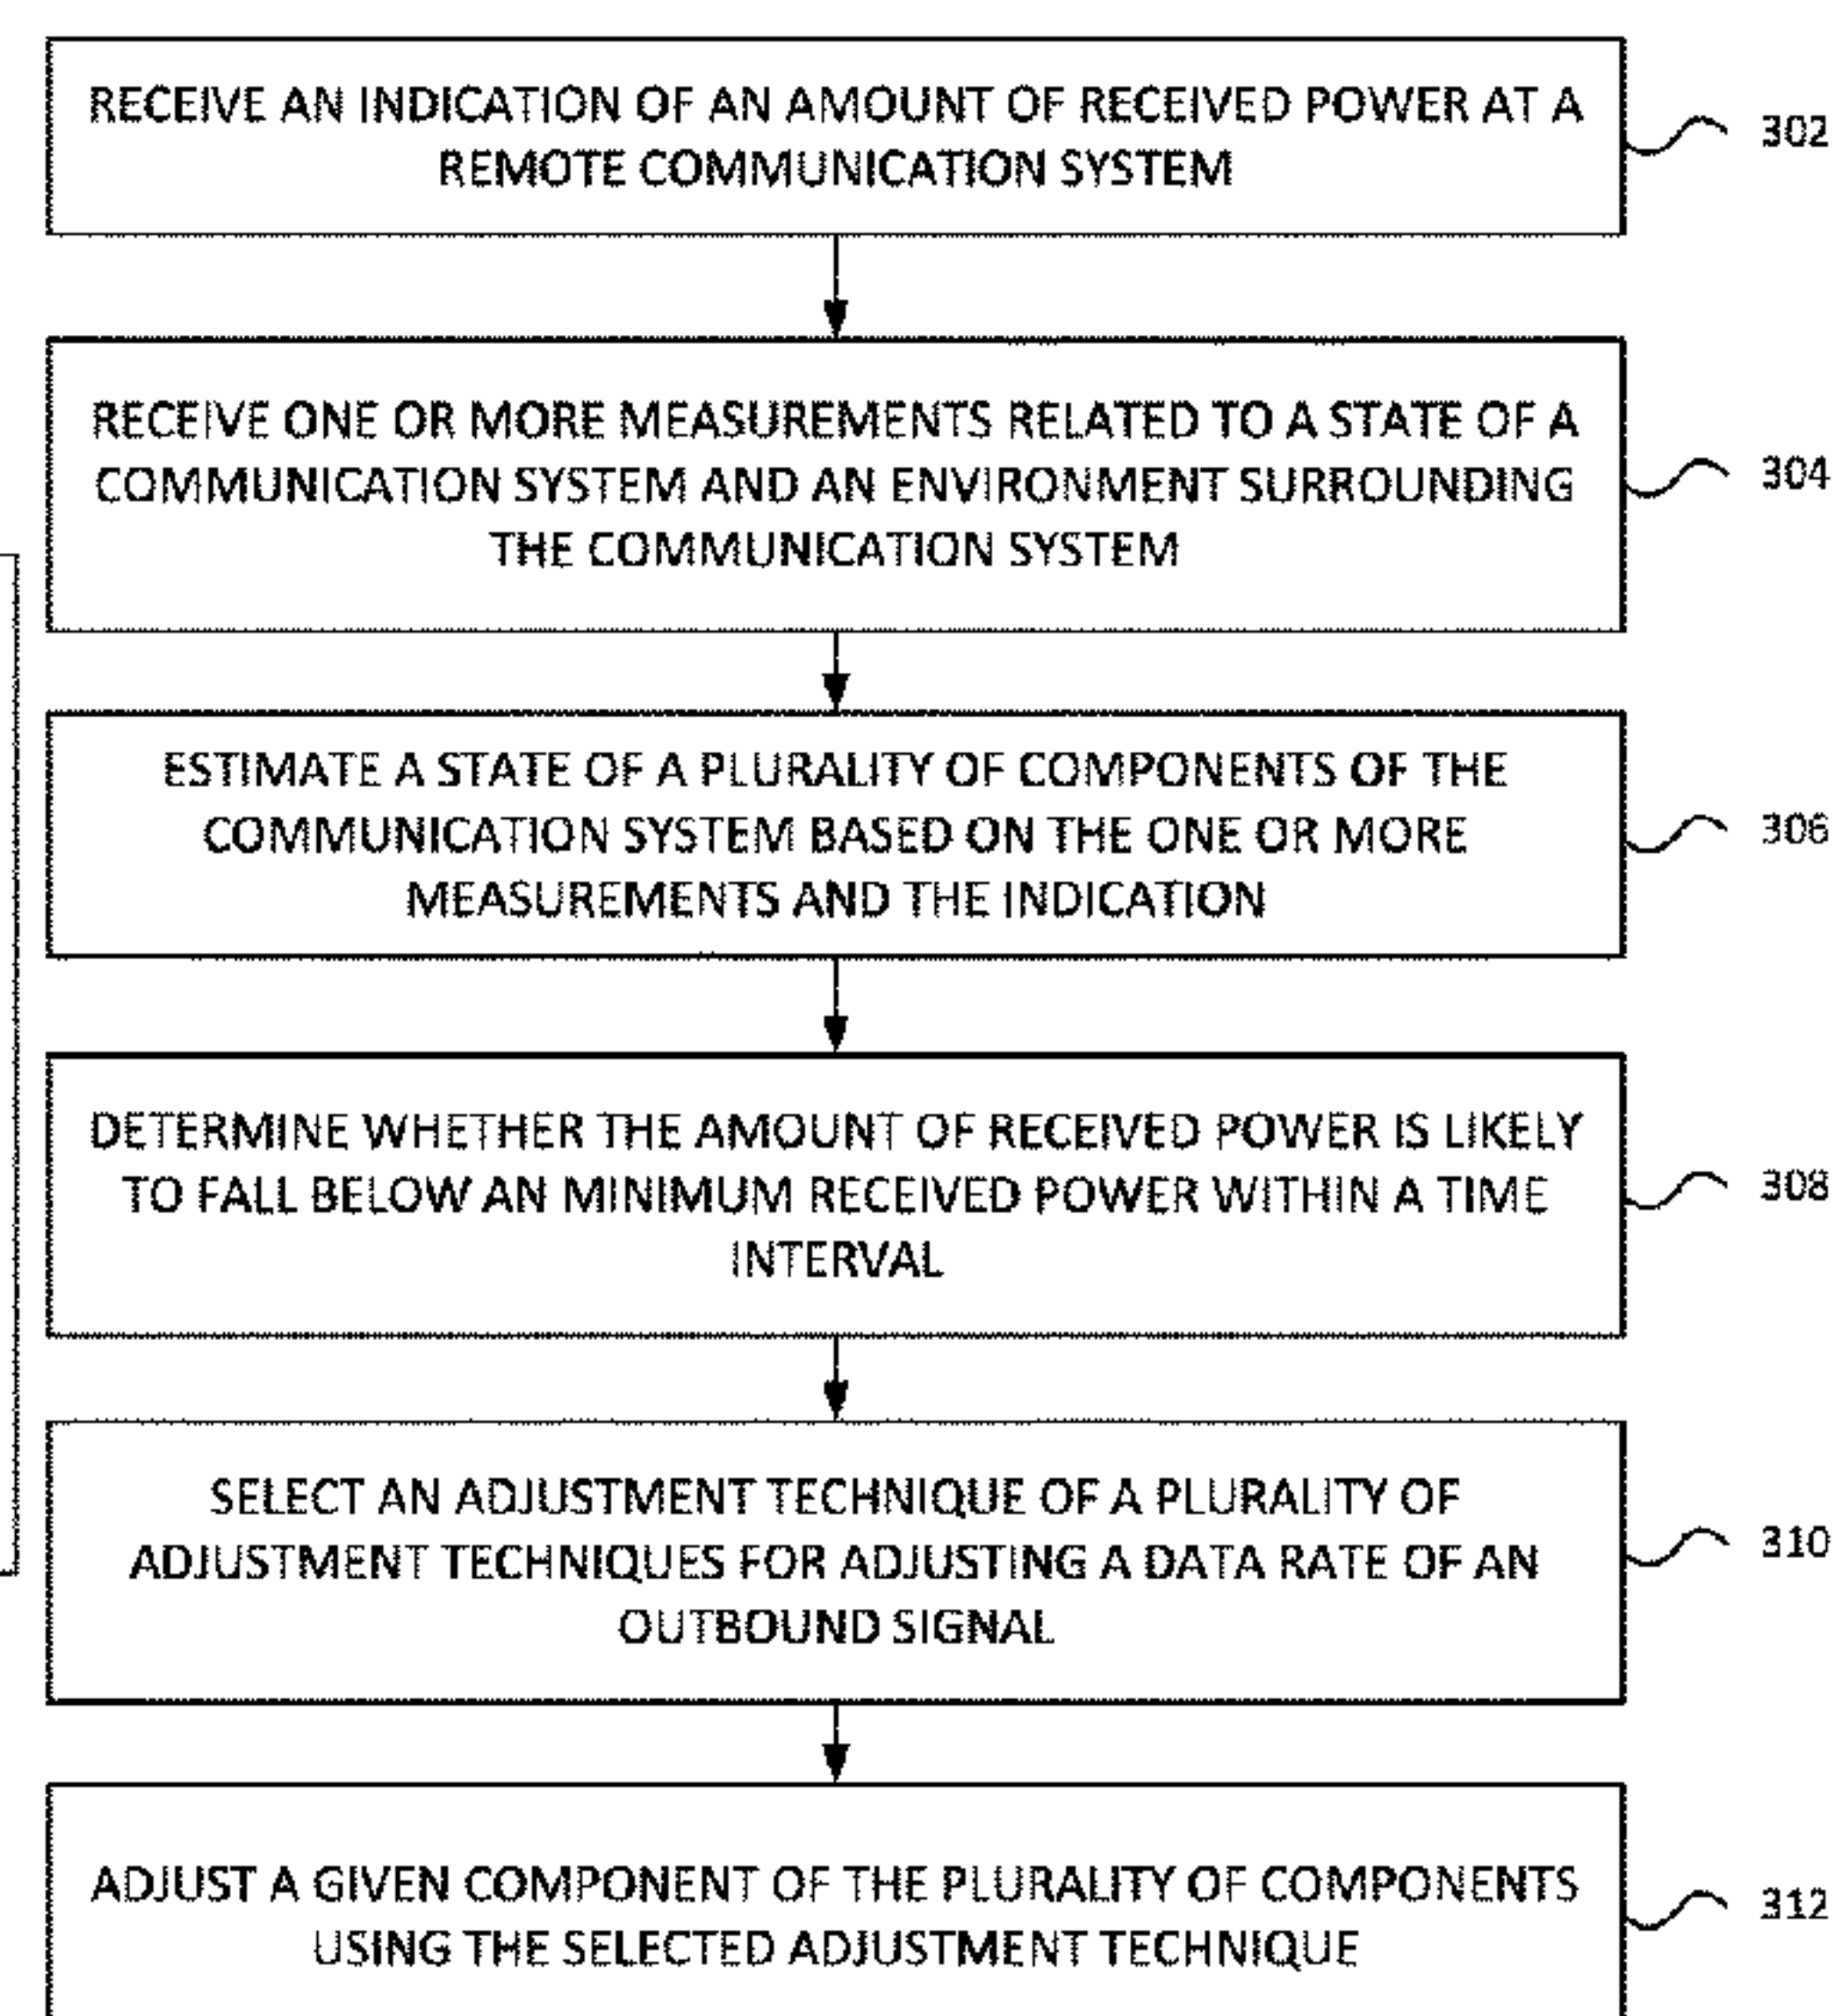 RECEIVE AN INDICATION OF AN AMOUNT OF RECEIVED POWER AT A
REMOTE COMMUNICATION SYSTEM
302
RECEIVE ONE OR MORE MEASUREMENTS RELATED TO A STATE OF A
COMMUNICATION SYSTEM AND AN ENVIRONMENT SURROUNDING
THE COMMUNICATION SYSTEM
304
ESTIMATE A STATE OF A PLURALITY OF COMPONENTS OF THE
COMMUNICATION SYSTEM BASED ON THE ONE OR MORE
MEASUREMENTS AND THE INDICATION
306
DETERMINE WHETHER THE AMOUNT OF RECEIVED POWER IS LIKELY
TO FALL BELOW AN MINIMUM RECEIVED POWER WITHIN A TIME
INTERVAL
308
SELECT AN ADJUSTMENT TECHNIQUE OF A PLURALITY OF
ADJUSTMENT TECHNIQUES FOR ADJUSTING A DATA RATE OF AN
OUTBOUND SIGNAL
310
ADJUST A GIVEN COMPONENT OF THE PLURALITY OF COMPONENTS
USING THE SELECTED ADJUSTMENT TECHNIQUE
312